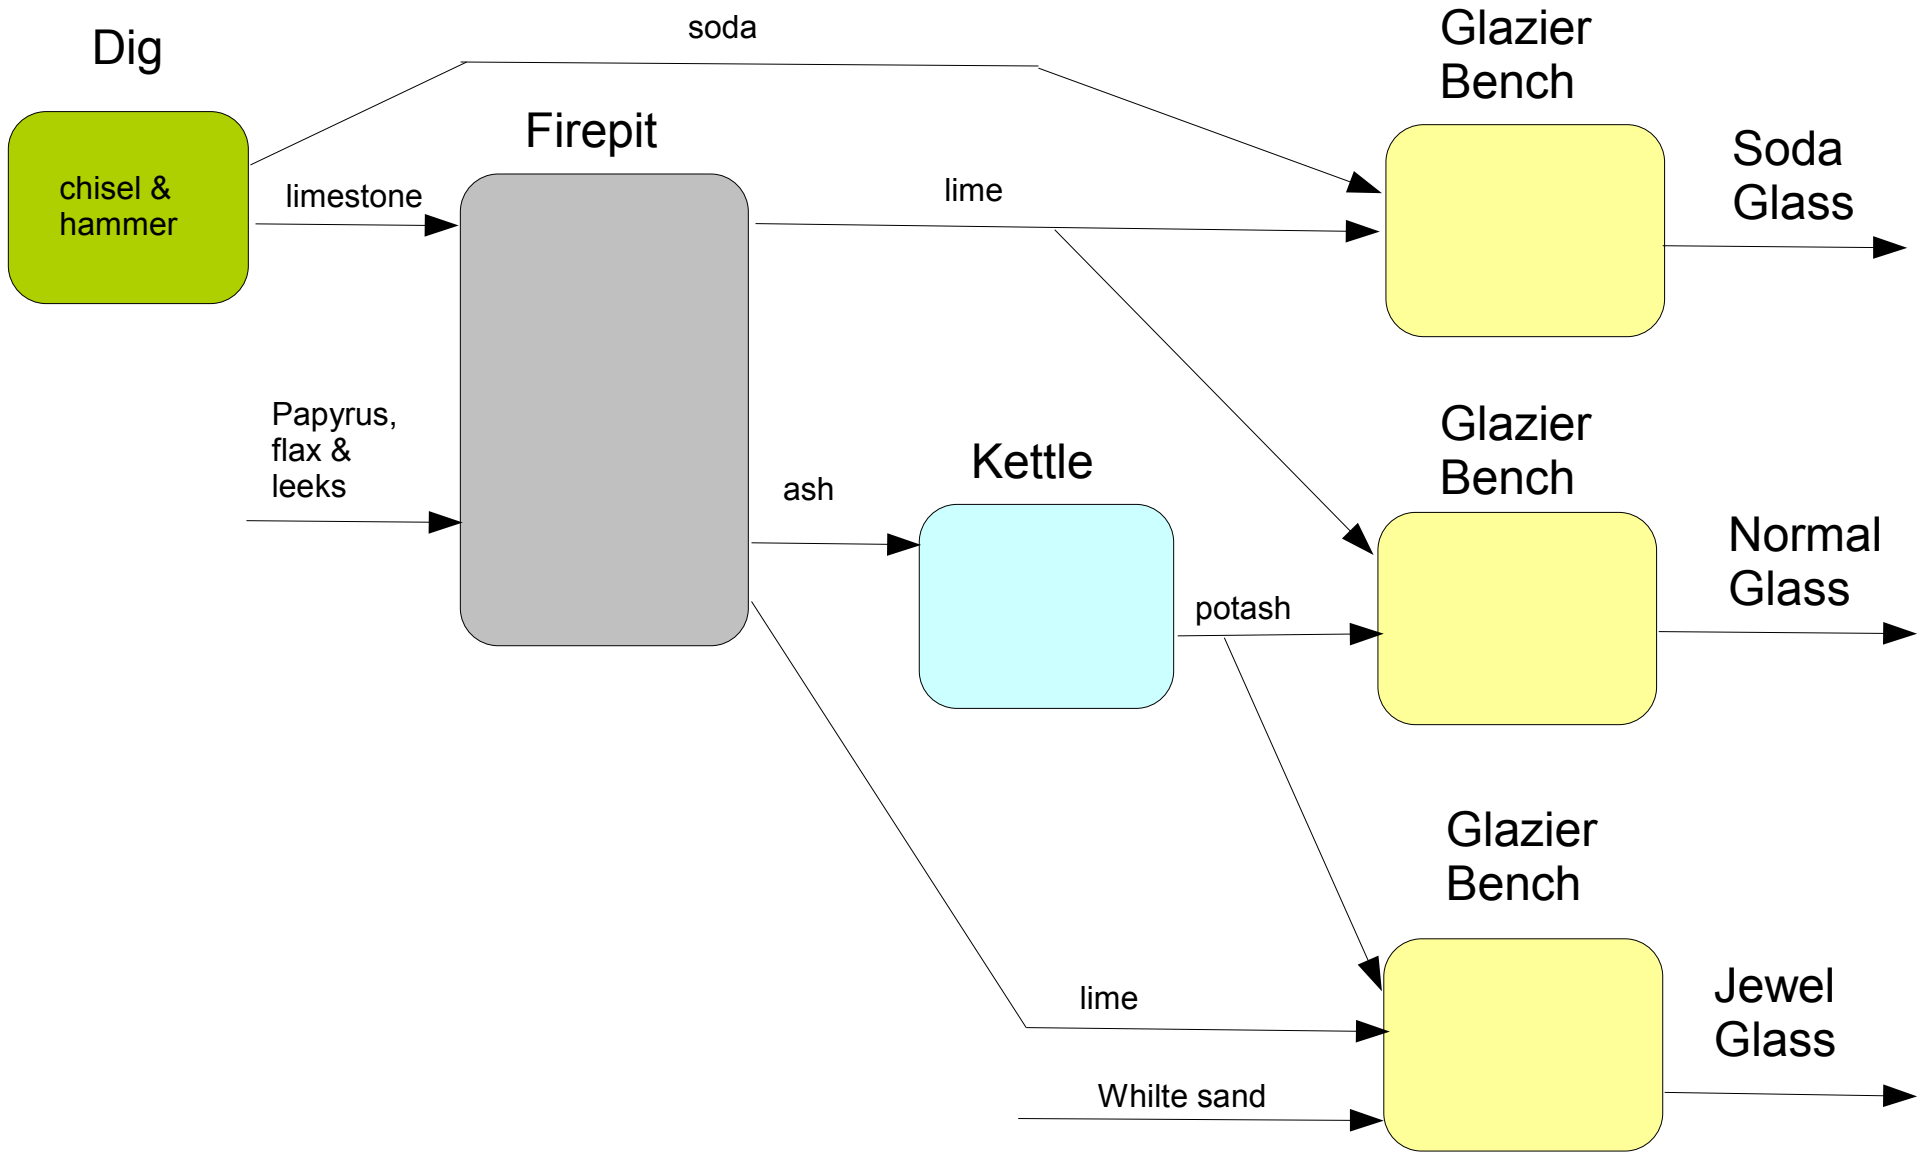 Dig
soda
Glazier
Bench
chisel &
hammer
limestone
Firepit
lime
Soda
Glass
Papyrus,
flax &
leeks
ash
Kettle
potash
Glazier
Bench
Normal
Glass
Glazier
Bench
lime
Whilte sand
Jewel
Glass